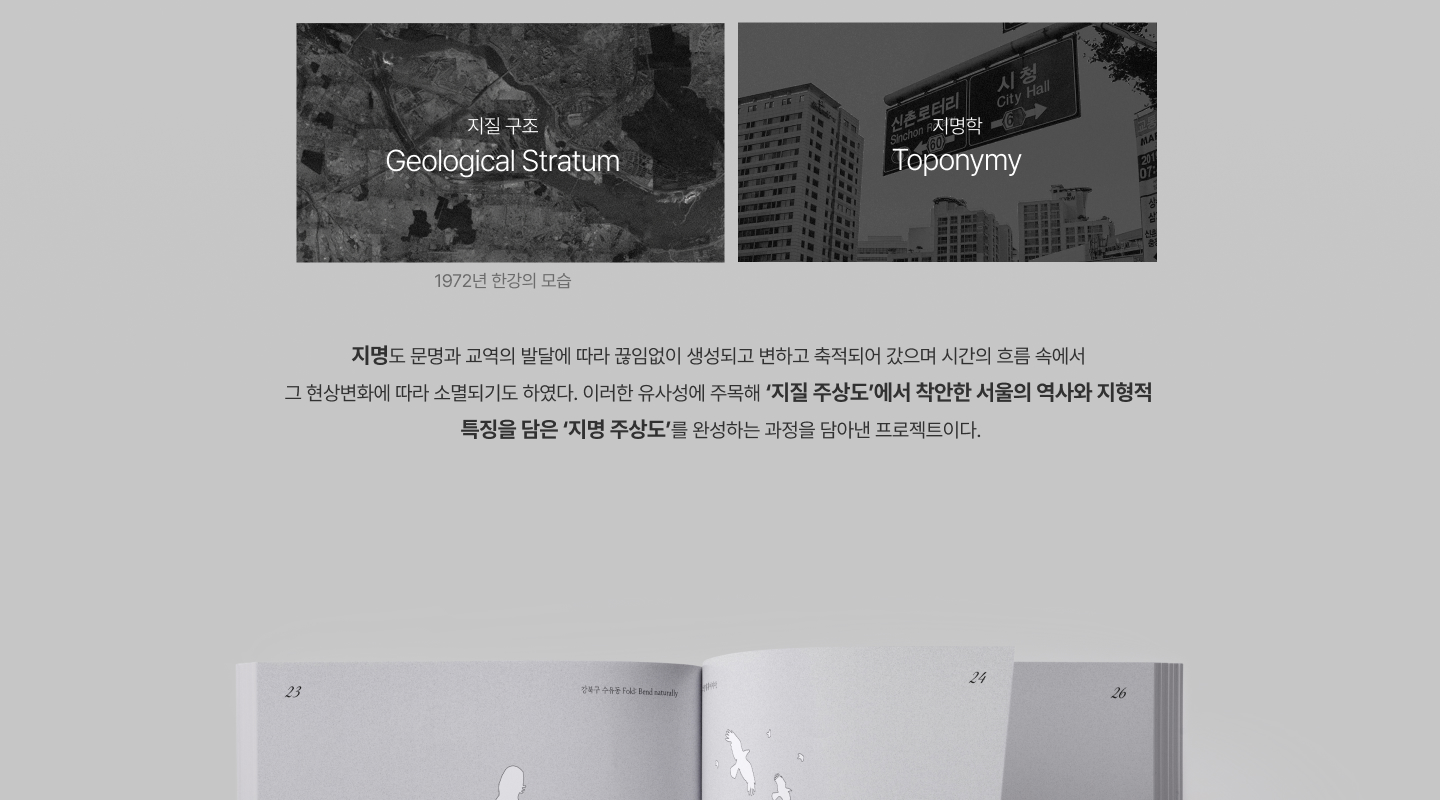 지질 구조
Geological Stratum
신촌로터리
Sinchon
60
시청
City Hall
6
지명학
Toponymy
1972년 한강의 모습
지명도 문명과 교역의 발달에 따라 끊임없이 생성되고 변하고 축적되어 갔으며 시간의 흐름 속에서
그 현상변화에 따라 소멸되기도 하였다. 이러한 유사성에 주목해 ‘지질 주상도’에서 착안한 서울의 역사와 지형적
특징을 담은 ‘지명 주상도’를 완성하는 과정을 담아낸 프로젝트이다.
23
강북구 수유동 Fold: Bend naturally
24
26